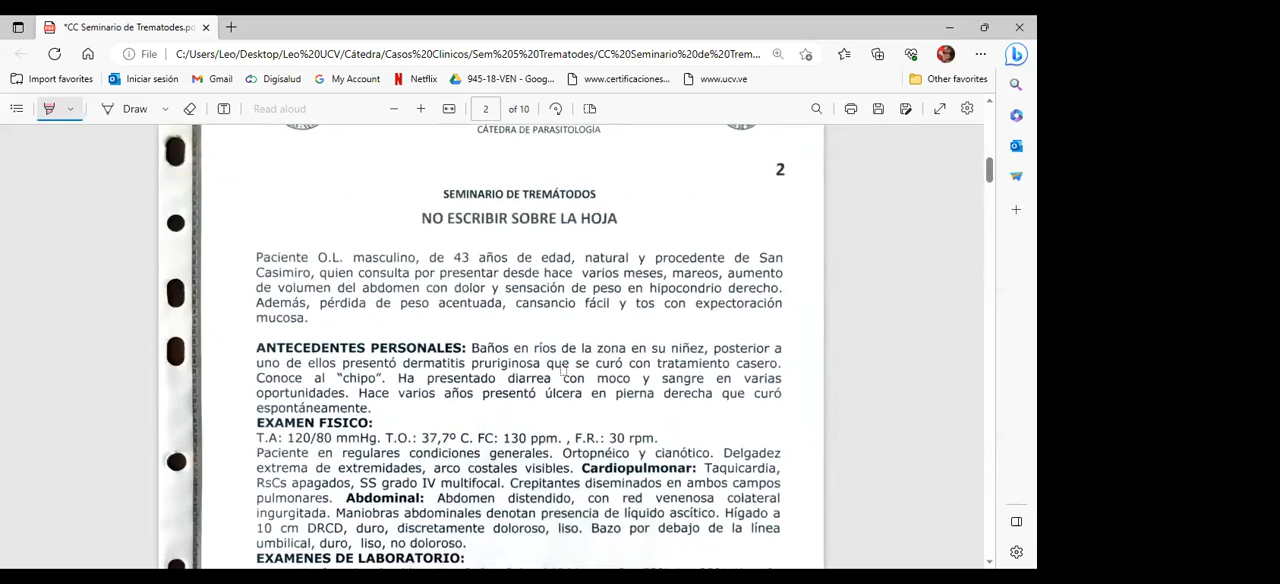 *CC Seminario de Trematodes.pd
File
C:/Users/Leo/Desktop/Leo%20UCV/Cátedra/Casos%20Clinicos/Sem%205%20Trematodes/CC%20Seminario%20de%20Trem...
Import favorites
Iniciar sesión
Gmail
Digisalud
My Account
Netflix
945-18-VEN - Goog...
www.certificaciones...
www.ucv.ve
Other favorites
Draw
Read aloud
2 of 10
CÁTEDRA DE PARASITOLOGÍA
2
SEMINARIO DE TREMÁTODOS
NO ESCRIBIR SOBRE LA HOJA
Paciente O.L. masculino, de 43 años de edad, natural y procedente de San
Casimiro, quien consulta por presentar desde hace varios meses, mareos, aumento
de volumen del abdomen con dolor y sensación de peso en hipocondrio derecho.
Además, pérdida de peso acentuada, cansancio fácil y tos con expectoración
mucosa.
ANTECEDENTES PERSONALES: Baños en ríos de la zona en su niñez, posterior a
uno de ellos presentó dermatitis pruriginosa que se curó con tratamiento casero.
Conoce al “chipo”. Ha presentado diarrea con moco y sangre en varias
oportunidades. Hace varios años presentó úlcera en pierna derecha que curó
espontáneamente.
EXAMEN FISICO:
T.A: 120/80 mmHg. T.O.: 37,7º C. FC: 130 ppm. , F.R.: 30 rpm.
Paciente en regulares condiciones generales. Ortopnéico y cianótico. Delgadez
extrema de extremidades, arco costales visibles. Cardiopulmonar: Taquicardia,
RsCs apagados, SS grado IV multifocal. Crepitantes diseminados en ambos campos
pulmonares. Abdominal: Abdomen distendido, con red venenosa colateral
ingurgitada. Maniobras abdominales denotan presencia de líquido ascítico. Hígado a
10 cm DRCD, duro, discretamente doloroso, liso. Bazo por debajo de la línea
umbilical, duro, liso, no doloroso.
EXAMENES DE LABORATORIO: